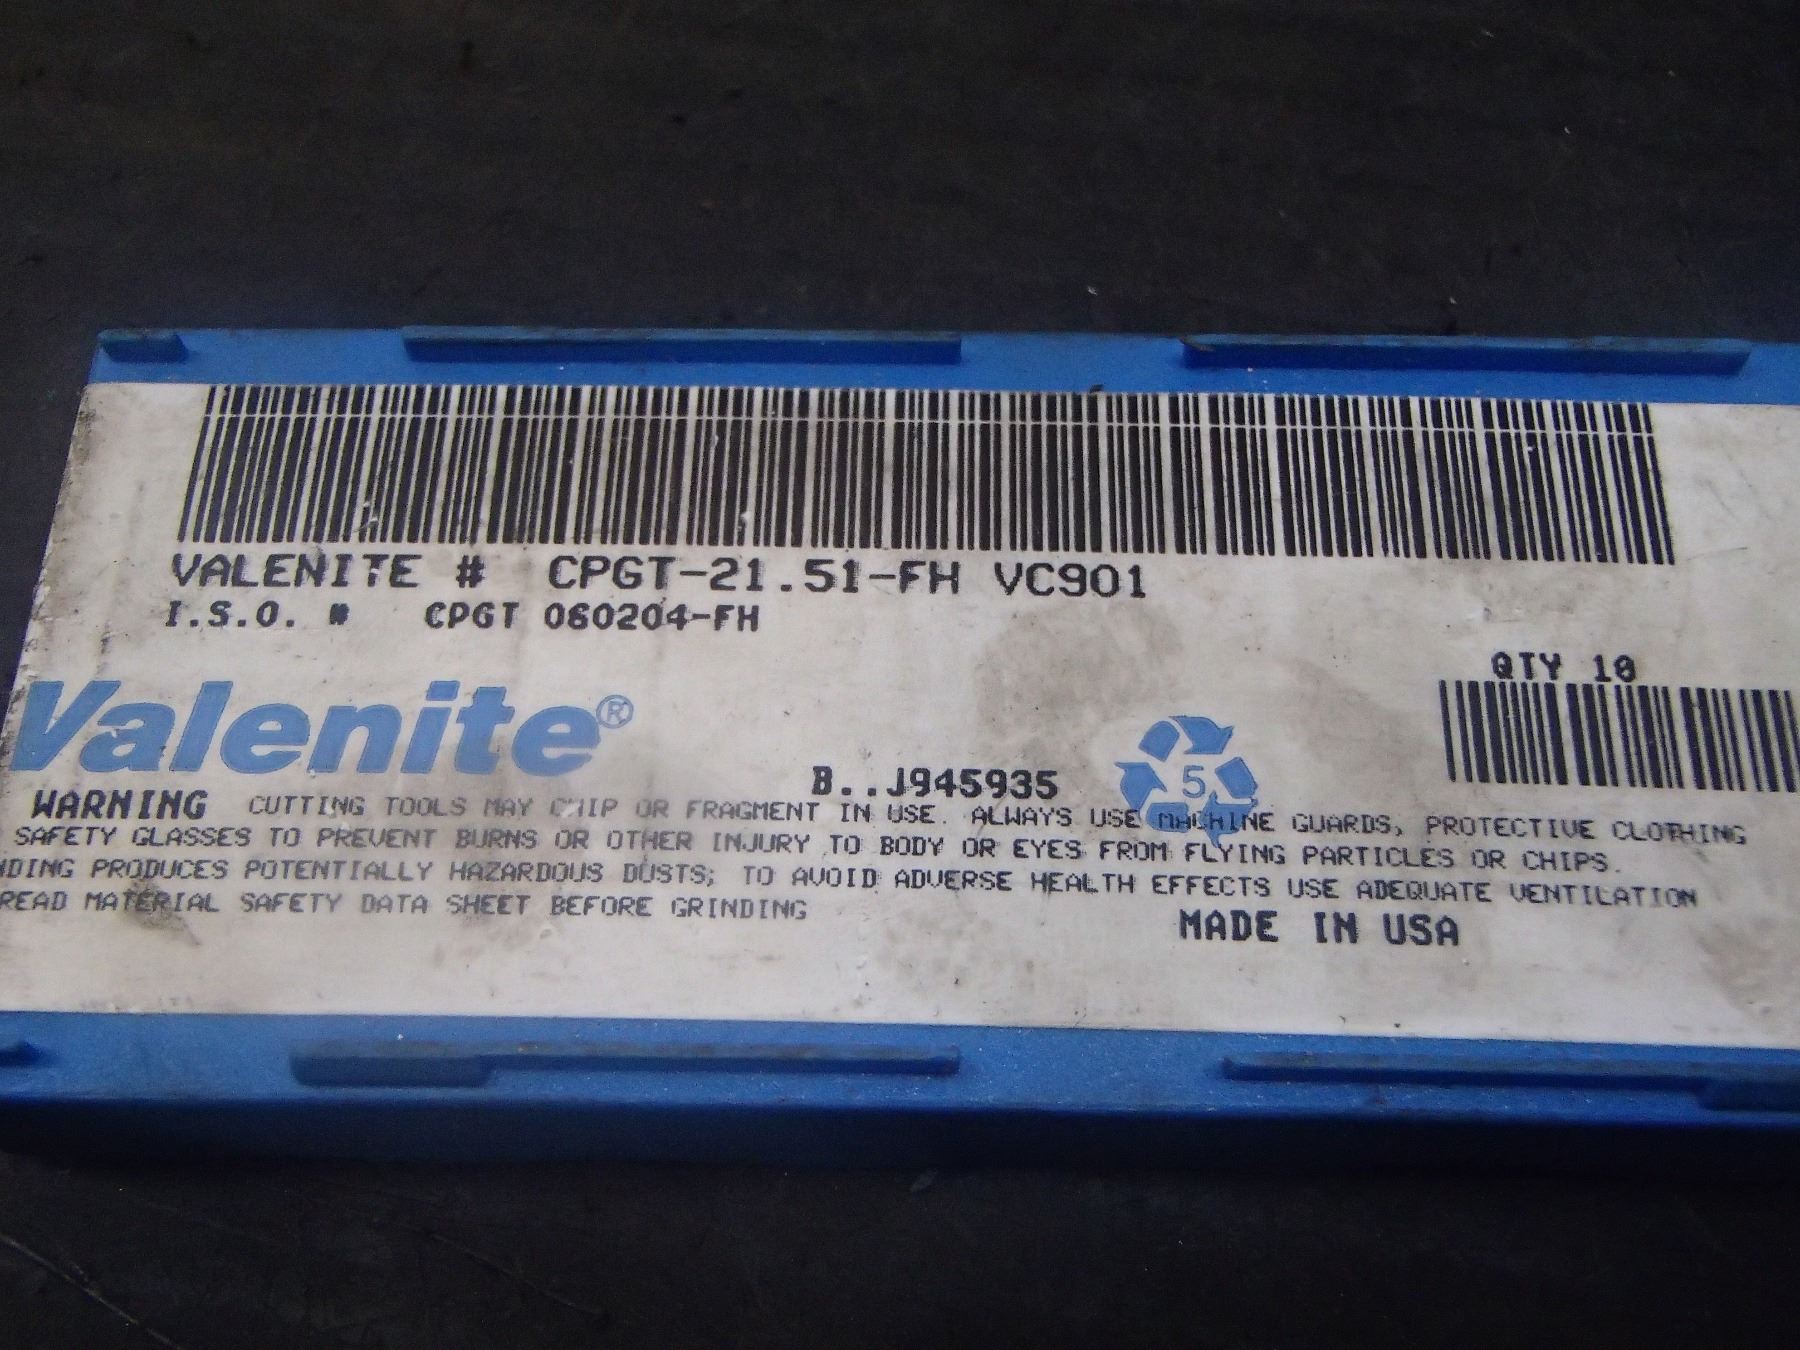 VALENITE # CPGT-21.51-FH VC901
I.S.O. # CPGT 060204-FH
QTY 10
Valenite®
B..J945935
5
WARNING CUTTING TOOLS MAY CHIP OR FRAGMENT IN USE. ALWAYS USE MACHINE GUARDS, PROTECTIVE CLOTHING
SAFETY GLASSES TO PREVENT BURNS OR OTHER INJURY TO BODY OR EYES FROM FLYING PARTICLES OR CHIPS.
NDING PRODUCES POTENTIALLY HAZARDOUS DUSTS; TO AVOID ADVERSE HEALTH EFFECTS USE ADEQUATE VENTILATION
READ MATERIAL SAFETY DATA SHEET BEFORE GRINDING
MADE IN USA